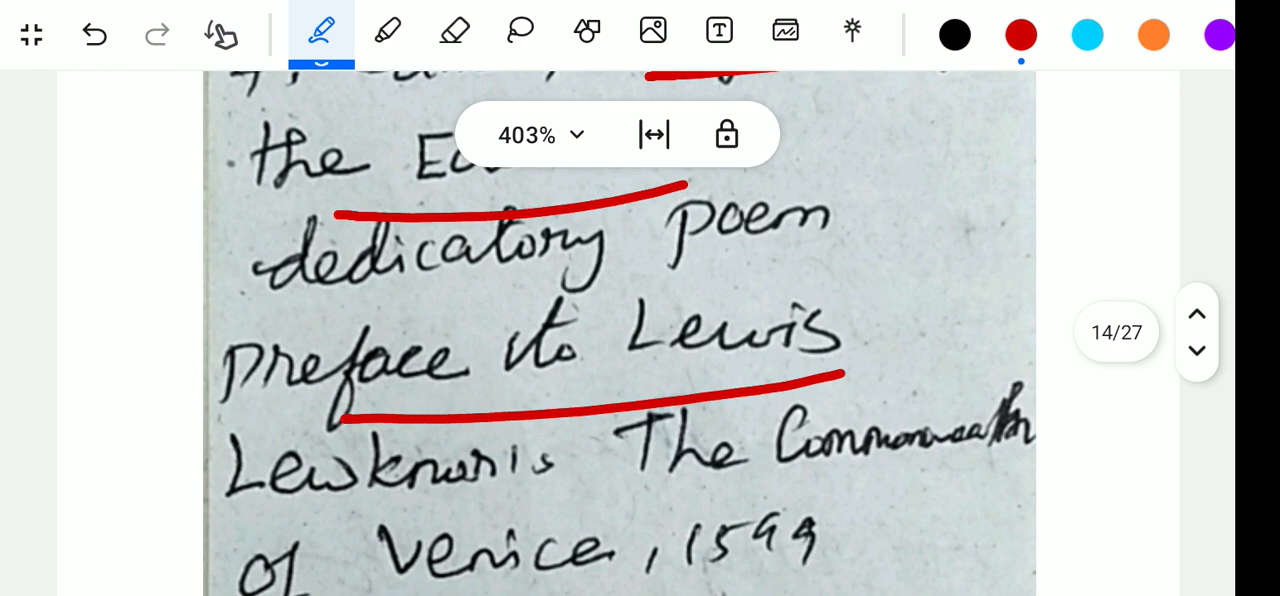 403%
the
dedicatory poem
preface to Lewis
14/27
Lewknor's The Commonwealth
of Venice, 1599